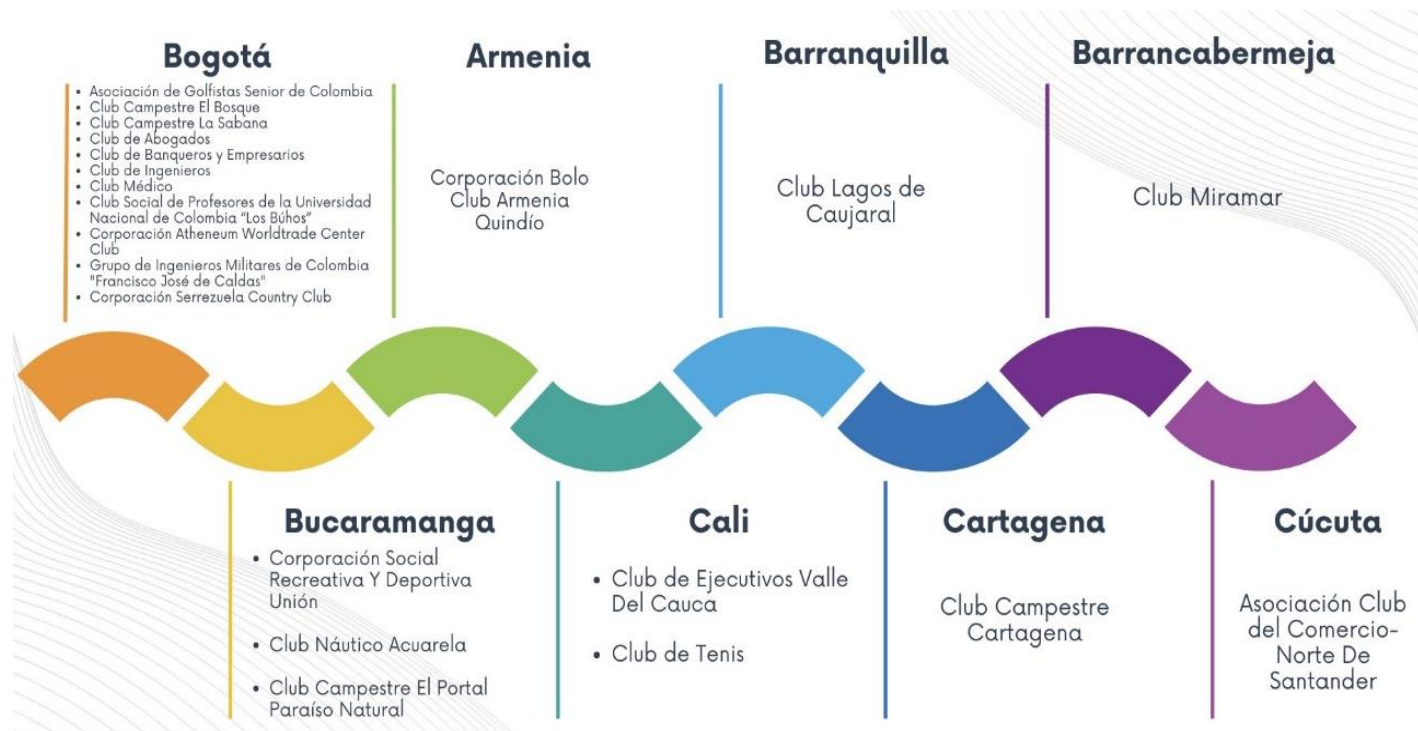 Bogotá
• Asociación de Golfistas Senior de Colombia
• Club Campestre El Bosque
• Club Campestre La Sabana
• Club de Abogados
• Club de Banqueros y Empresarios
• Club de Ingenieros
• Club Médico
• Club Social de Profesores de la Universidad
Nacional de Colombia “Los Búhos”
• Corporación Atheneum Worldtrade Center
Club
• Grupo de Ingenieros Militares de Colombia
"Francisco José de Caldas"
• Corporación Serrezuela Country Club
Armenia
Corporación Bolo
Club Armenia
Quindío
Barranquilla
Club Lagos de
Caujaral
Barrancabermeja
Club Miramar
Bucaramanga
• Corporación Social
Recreativa Y Deportiva
Unión
• Club Náutico Acuarela
• Club Campestre El Portal
Paraíso Natural
Cali
• Club de Ejecutivos Valle
Del Cauca
• Club de Tenis
Cartagena
Club Campestre
Cartagena
Cúcuta
Asociación Club
del Comercio-
Norte De
Santander